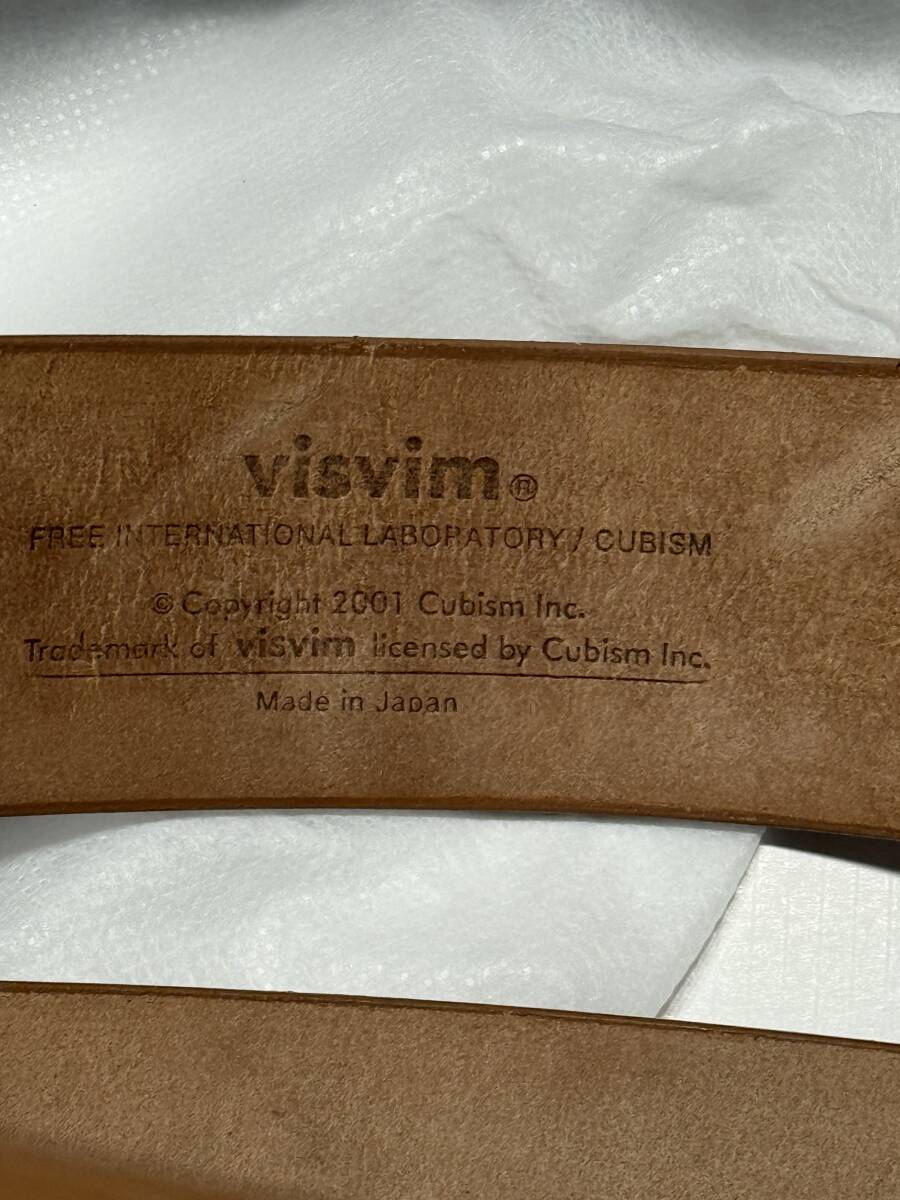 visvim®
FREE INTERNATIONAL LABORATORY / CUBISM
© Copyright 2001 Cubism Inc.
Trademark of visvim licensed by Cubism Inc.
Made in Japan